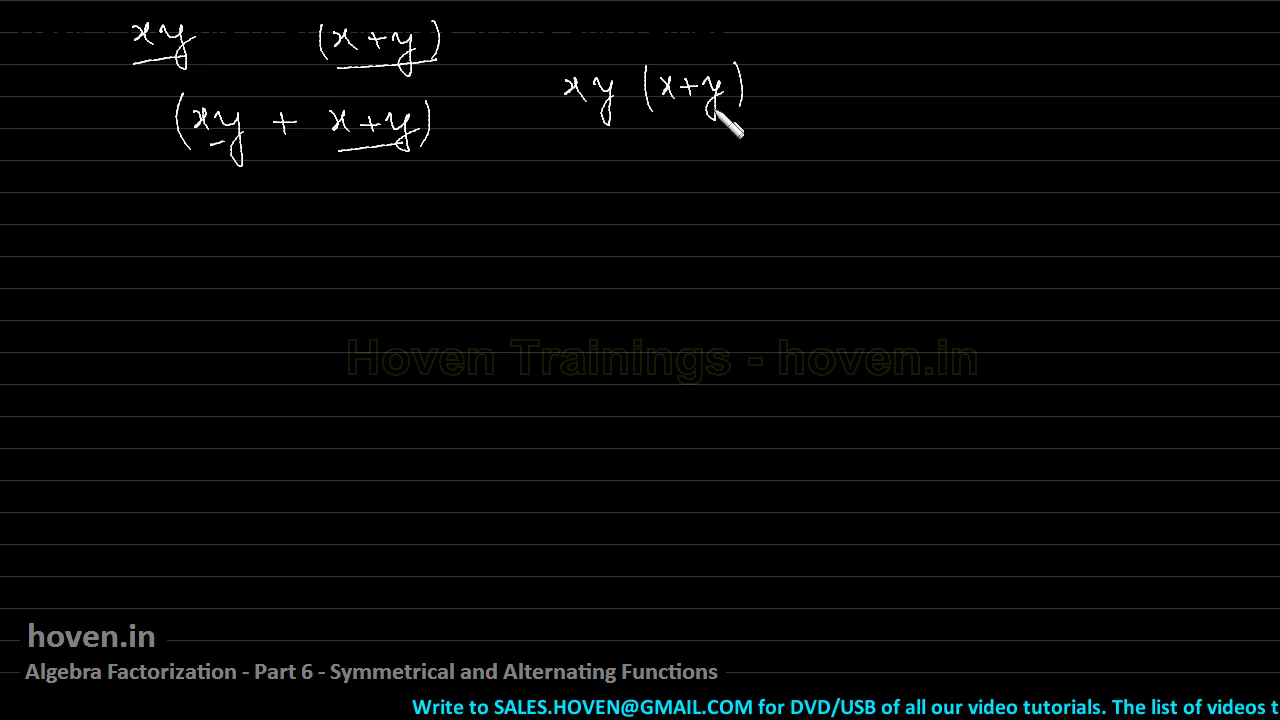 xy (x+y)
xy (x+y)
(xy + x+y)
Hoven Trainings - hoven.in
hoven.in
Algebra Factorization - Part 6 - Symmetrical and Alternating Functions
Write to SALES.HOVEN@GMAIL.COM for DVD/USB of all our video tutorials. The list of videos t